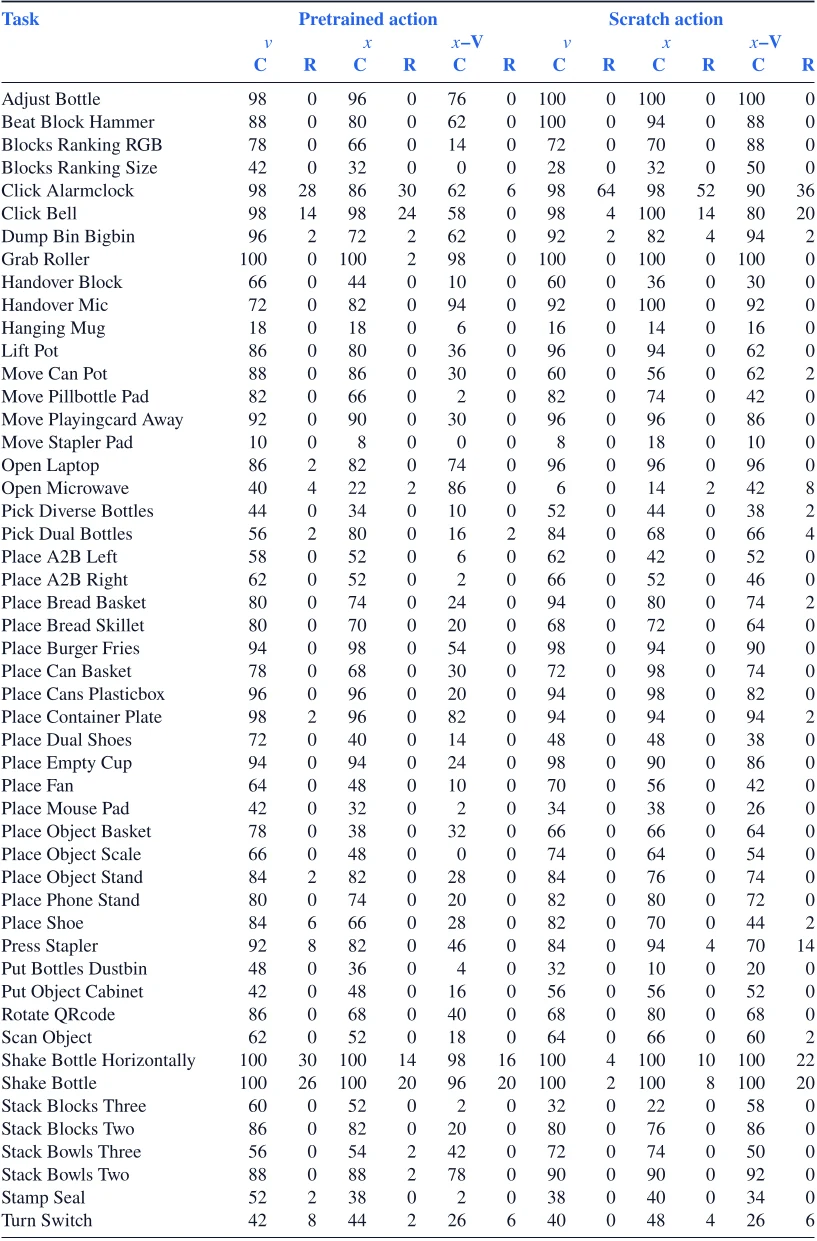 Task Pretrained action Scratch action
v x x–V v x x–V
C R C R C R C R C R C R
Adjust Bottle 98 0 96 0 76 0 100 0 100 0 100 0
Beat Block Hammer 88 0 80 0 62 0 100 0 94 0 88 0
Blocks Ranking RGB 78 0 66 0 14 0 72 0 70 0 88 0
Blocks Ranking Size 42 0 32 0 0 0 28 0 32 0 50 0
Click Alarmclock 98 28 86 30 62 6 98 64 98 52 90 36
Click Bell 98 14 98 24 58 0 98 4 100 14 80 20
Dump Bin Bigbin 96 2 72 2 62 0 92 2 82 4 94 2
Grab Roller 100 0 100 2 98 0 100 0 100 0 100 0
Handover Block 66 0 44 0 10 0 60 0 36 0 30 0
Handover Mic 72 0 82 0 94 0 92 0 100 0 92 0
Hanging Mug 18 0 18 0 6 0 16 0 14 0 16 0
Lift Pot 86 0 80 0 36 0 96 0 94 0 62 0
Move Can Pot 88 0 86 0 30 0 60 0 56 0 62 2
Move Pillbottle Pad 82 0 66 0 2 0 82 0 74 0 42 0
Move Playingcard Away 92 0 90 0 30 0 96 0 96 0 86 0
Move Stapler Pad 10 0 8 0 0 0 8 0 18 0 10 0
Open Laptop 86 2 82 0 74 0 96 0 96 0 96 0
Open Microwave 40 4 22 2 86 0 6 0 14 2 42 8
Pick Diverse Bottles 44 0 34 0 10 0 52 0 44 0 38 2
Pick Dual Bottles 56 2 80 0 16 2 84 0 68 0 66 4
Place A2B Left 58 0 52 0 6 0 62 0 42 0 52 0
Place A2B Right 62 0 52 0 2 0 66 0 52 0 46 0
Place Bread Basket 80 0 74 0 24 0 94 0 80 0 74 2
Place Bread Skillet 80 0 70 0 20 0 68 0 72 0 64 0
Place Burger Fries 94 0 98 0 54 0 98 0 94 0 90 0
Place Can Basket 78 0 68 0 30 0 72 0 98 0 74 0
Place Cans Plasticbox 96 0 96 0 20 0 94 0 98 0 82 0
Place Container Plate 98 2 96 0 82 0 94 0 94 0 94 2
Place Dual Shoes 72 0 40 0 14 0 48 0 48 0 38 0
Place Empty Cup 94 0 94 0 24 0 98 0 90 0 86 0
Place Fan 64 0 48 0 10 0 70 0 56 0 42 0
Place Mouse Pad 42 0 32 0 2 0 34 0 38 0 26 0
Place Object Basket 78 0 38 0 32 0 66 0 66 0 64 0
Place Object Scale 66 0 48 0 0 0 74 0 64 0 54 0
Place Object Stand 84 2 82 0 28 0 84 0 76 0 74 0
Place Phone Stand 80 0 74 0 20 0 82 0 80 0 72 0
Place Shoe 84 6 66 0 28 0 82 0 70 0 44 2
Press Stapler 92 8 82 0 46 0 84 0 94 4 70 14
Put Bottles Dustbin 48 0 36 0 4 0 32 0 10 0 20 0
Put Object Cabinet 42 0 48 0 16 0 56 0 56 0 52 0
Rotate QRcode 86 0 68 0 40 0 68 0 80 0 68 0
Scan Object 62 0 52 0 18 0 64 0 66 0 60 2
Shake Bottle Horizontally 100 30 100 14 98 16 100 4 100 10 100 22
Shake Bottle 100 26 100 20 96 20 100 2 100 8 100 20
Stack Blocks Three 60 0 52 0 2 0 32 0 22 0 58 0
Stack Blocks Two 86 0 82 0 20 0 80 0 76 0 86 0
Stack Bowls Three 56 0 54 2 42 0 72 0 74 0 50 0
Stack Bowls Two 88 0 88 2 78 0 90 0 90 0 92 0
Stamp Seal 52 2 38 0 2 0 38 0 40 0 34 0
Turn Switch 42 8 44 2 26 6 40 0 48 4 26 6